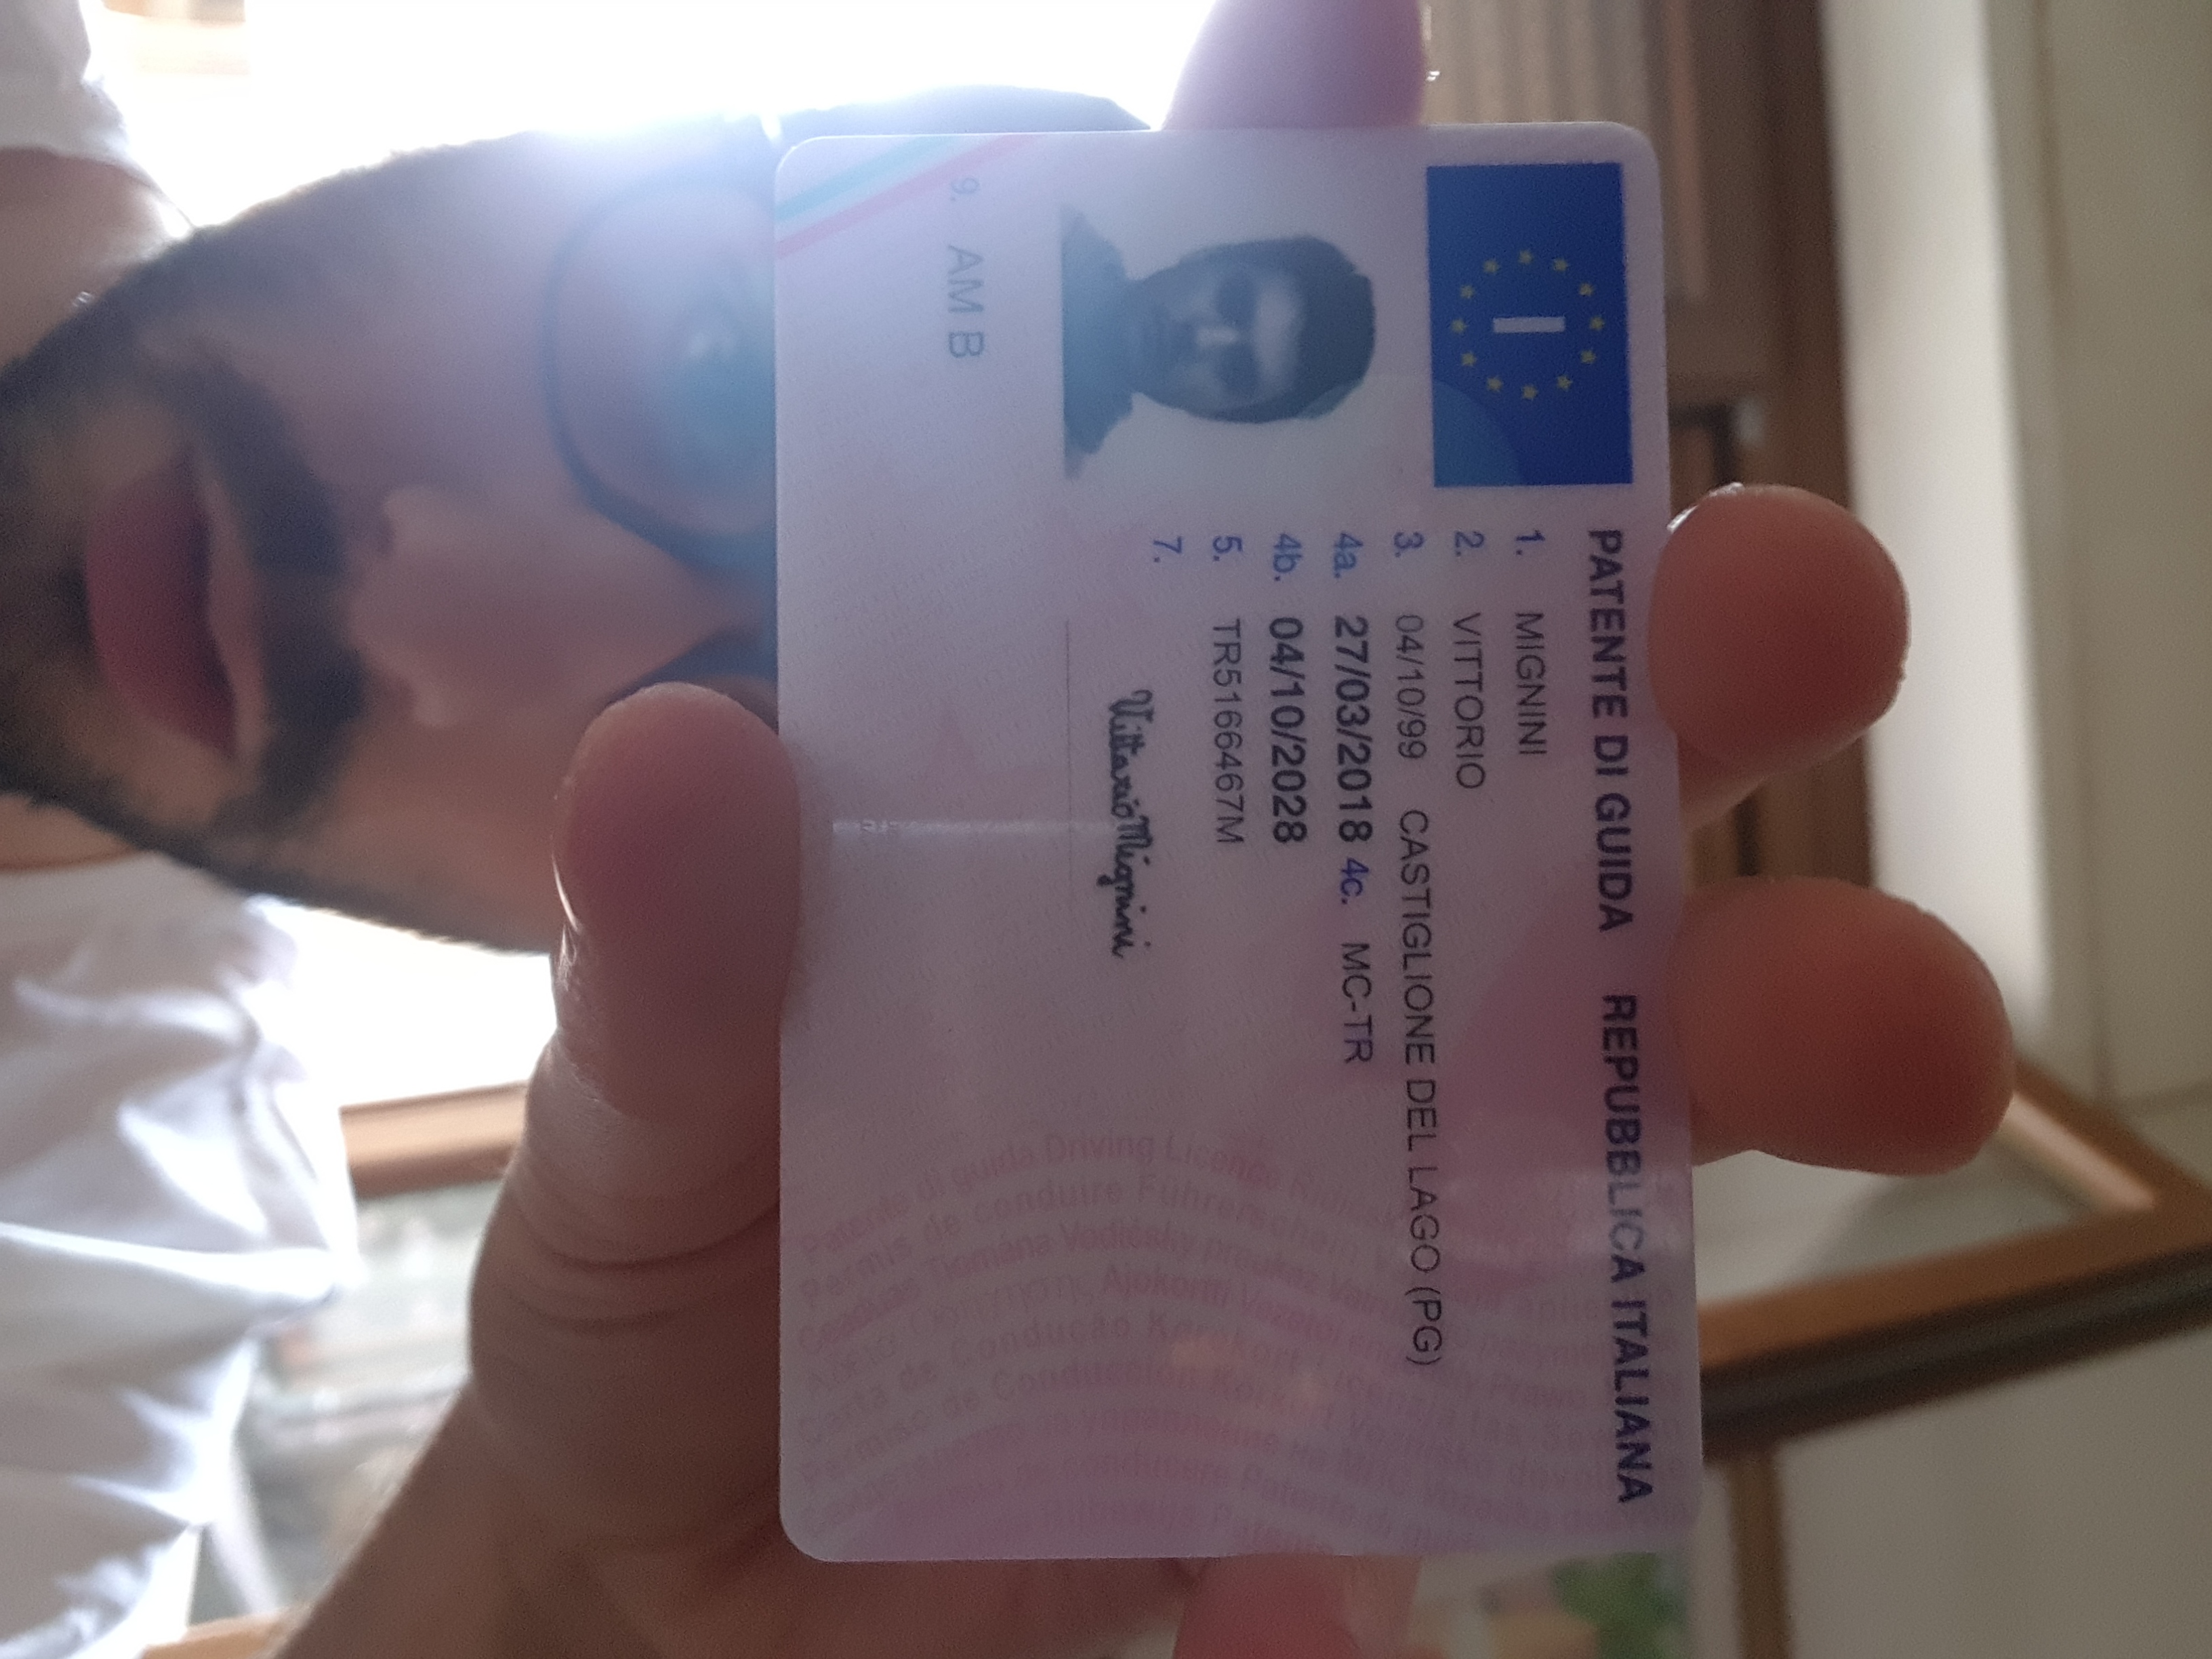 I
PATENTE DI GUIDA REPUBBLICA ITALIANA
1. MIGNINI
2. VITTORIO
3. 04/10/99 CASTIGLIONE DEL LAGO (PG)
4a. 27/03/2018 4c. MC-TR
4b. 04/10/2028
5. TR5166467M
7.
Vittorio Mignini
9. AM B